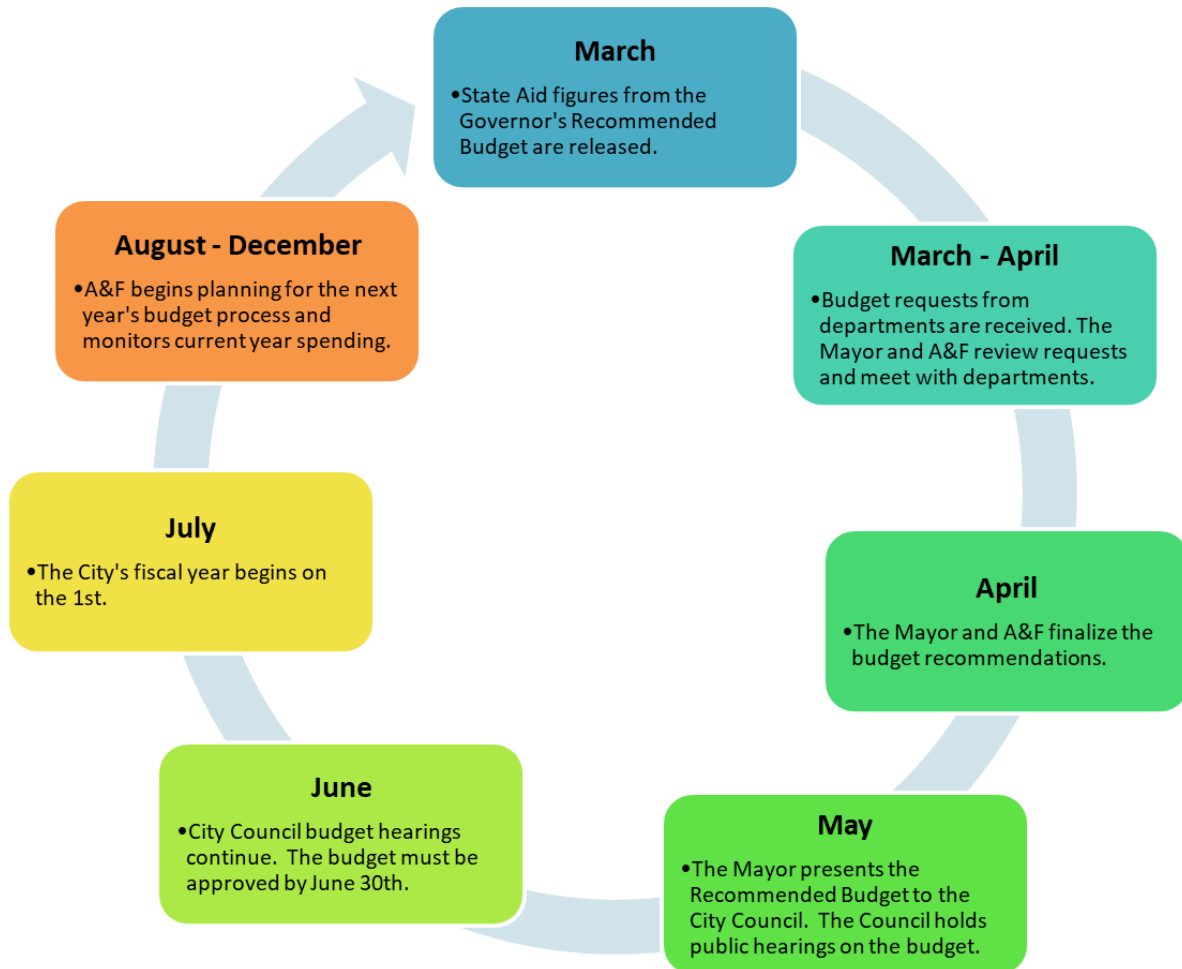 March
•State Aid figures from the
Governor's Recommended
Budget are released.
March - April
•Budget requests from
departments are received. The
Mayor and A&F review requests
and meet with departments.
April
•The Mayor and A&F finalize the
budget recommendations.
May
•The Mayor presents the
Recommended Budget to the
City Council.  The Council holds
public hearings on the budget.
June
•City Council budget hearings
continue.  The budget must be
approved by June 30th.
July
•The City's fiscal year begins on
the 1st.
August - December
•A&F begins planning for the next
year's budget process and
monitors current year spending.